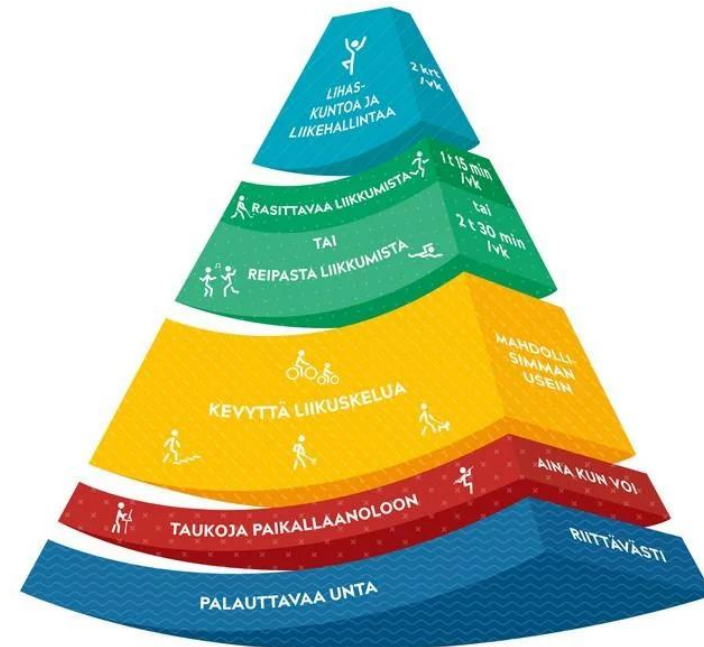 LIHAS-
KUNTOA JA
LIIKEHALLINTAA
2 krt
/vk
RASITTAVAA LIIKKUMISTA
1 t 15 min
/vk
TAI
REIPASTA LIIKKUMISTA
tai
2 t 30 min
/vk
KEVYTTÄ LIIKUSKELUA
MAHDOLLI-
SIMMAN
USEIN
TAUKOJA PAIKALLAANOLOON
AINA KUN VOI
PALAUTTAVAA UNTA
RIITTÄVÄSTI